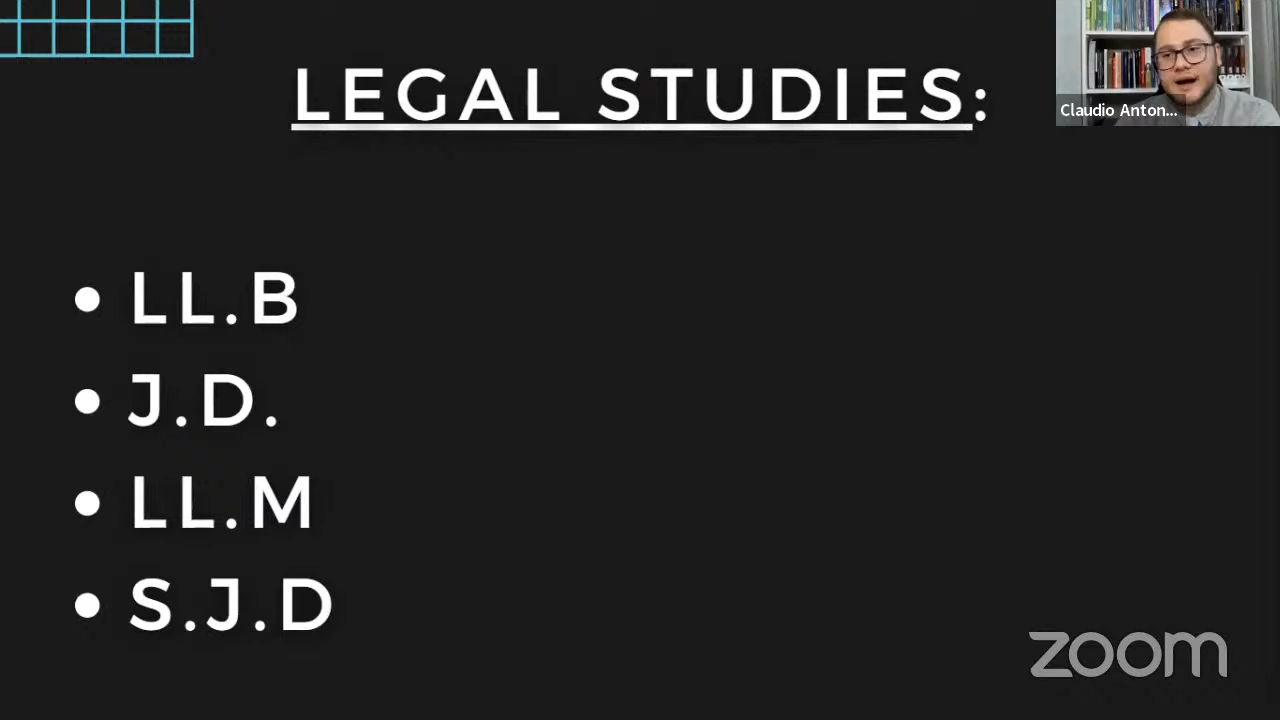 LEGAL STUDIES:
Claudio Anton...
• LL.B
• J.D.
• LL.M
• S.J.D
zoom